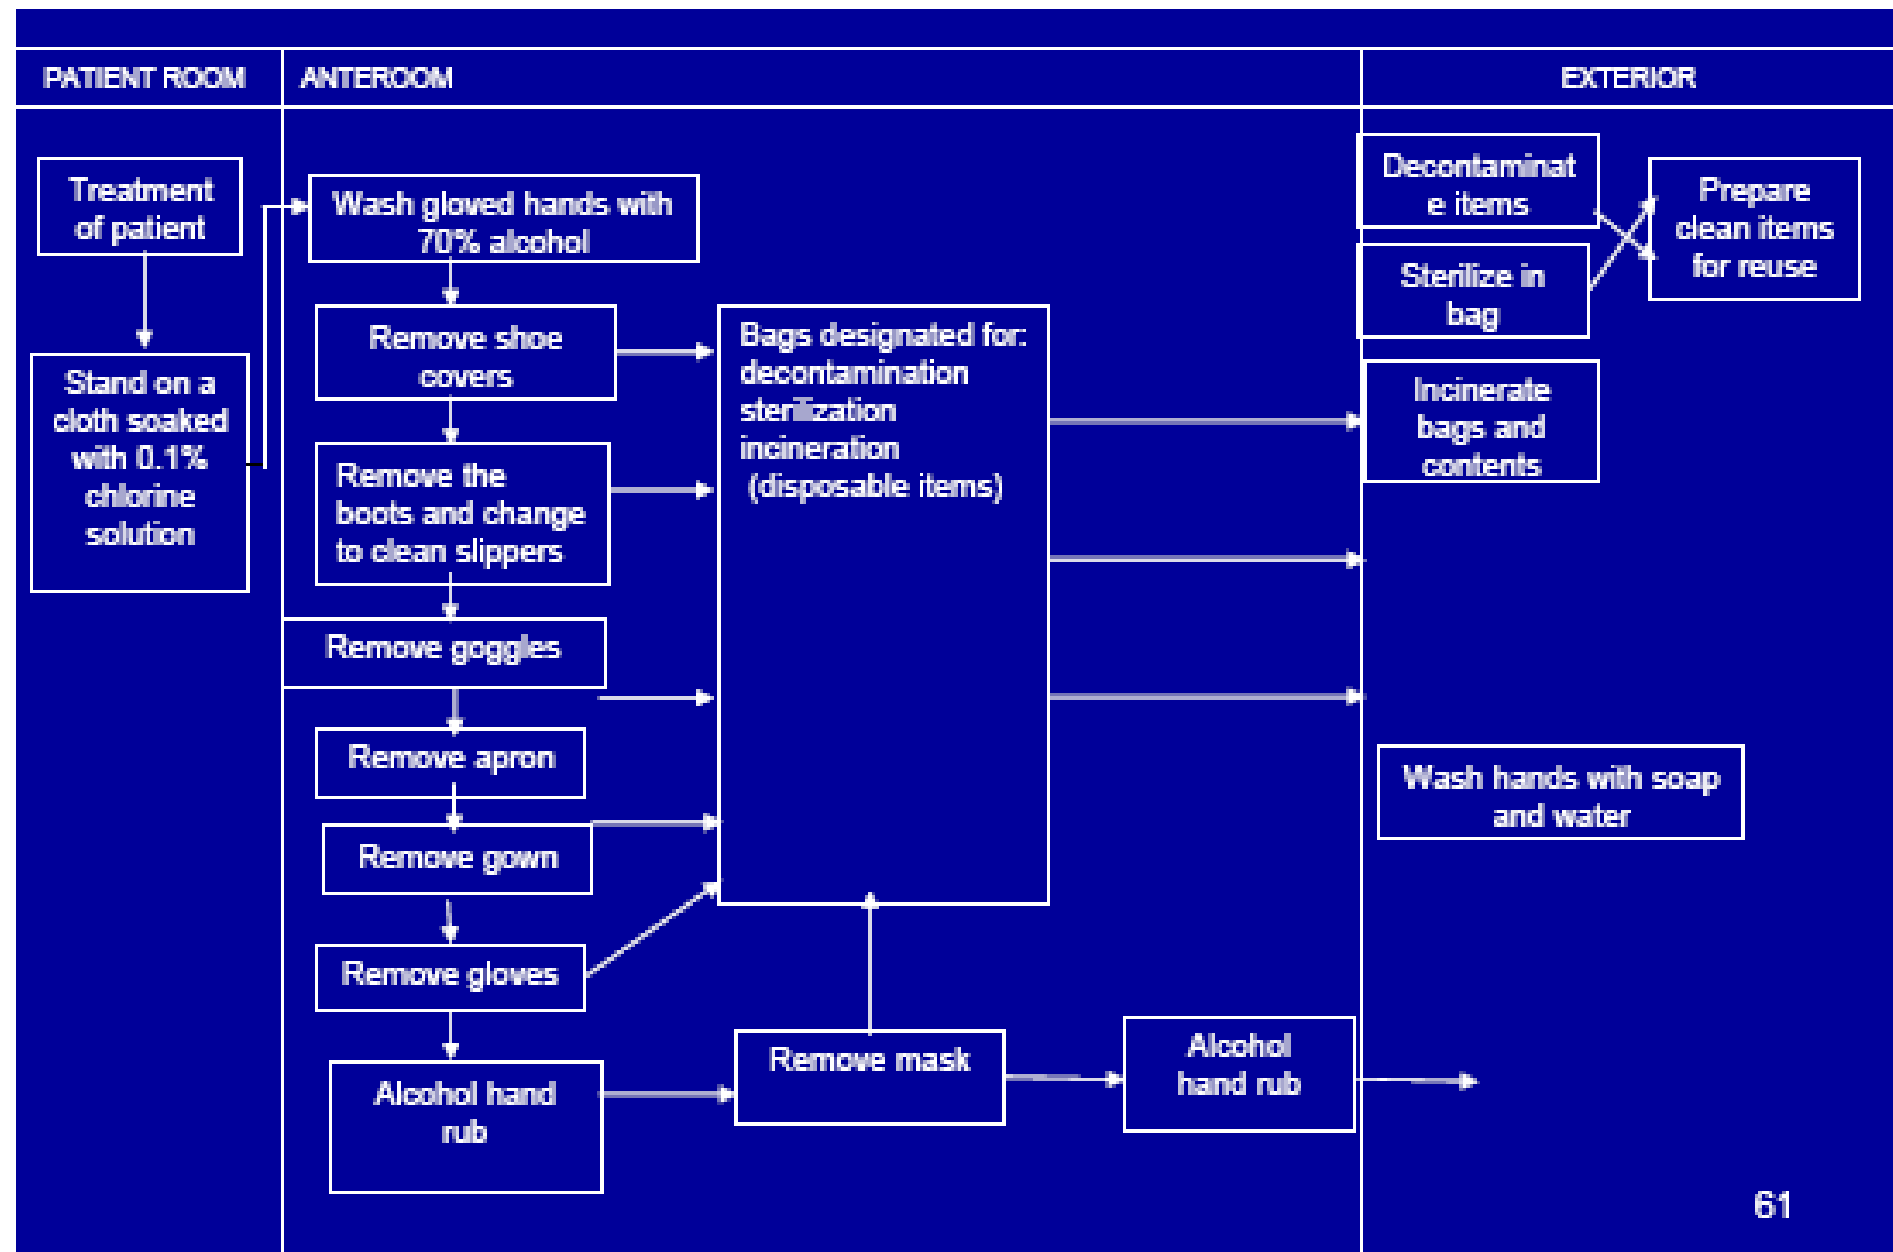 PATIENT ROOM
ANTEROOM
EXTERIOR
Treatment
of patient
Stand on a
cloth soaked
with 0.1%
chlorine
solution
Wash gloved hands with
70% alcohol
Remove shoe
covers
Remove the
boots and change
to clean slippers
Remove goggles
Remove apron
Remove gown
Remove gloves
Alcohol hand
rub
Bags designated for:
decontamination
sterilization
incineration
(disposable items)
Remove mask
Alcohol
hand rub
Decontaminat
e items
Sterilize in
bag
Incinerate
bags and
contents
Prepare
clean items
for reuse
Wash hands with soap
and water
61